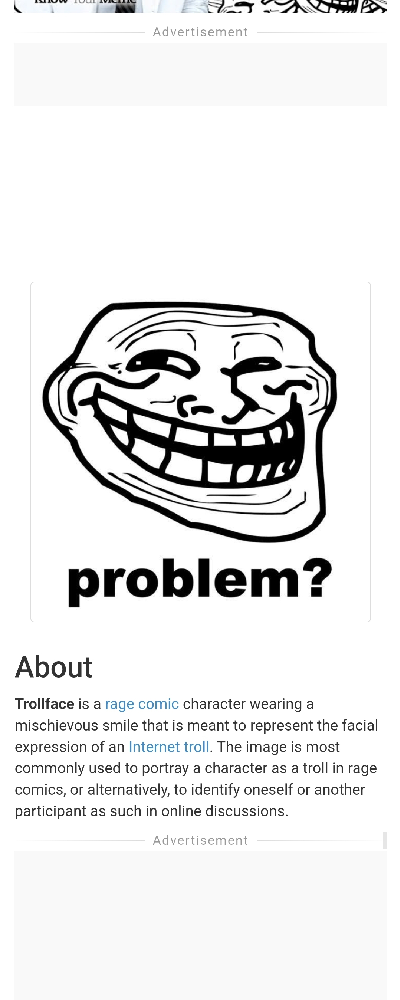 Know Your Meme
Advertisement
problem?
About
Trollface is a rage comic character wearing a
mischievous smile that is meant to represent the facial
expression of an Internet troll. The image is most
commonly used to portray a character as a troll in rage
comics, or alternatively, to identify oneself or another
participant as such in online discussions.
Advertisement